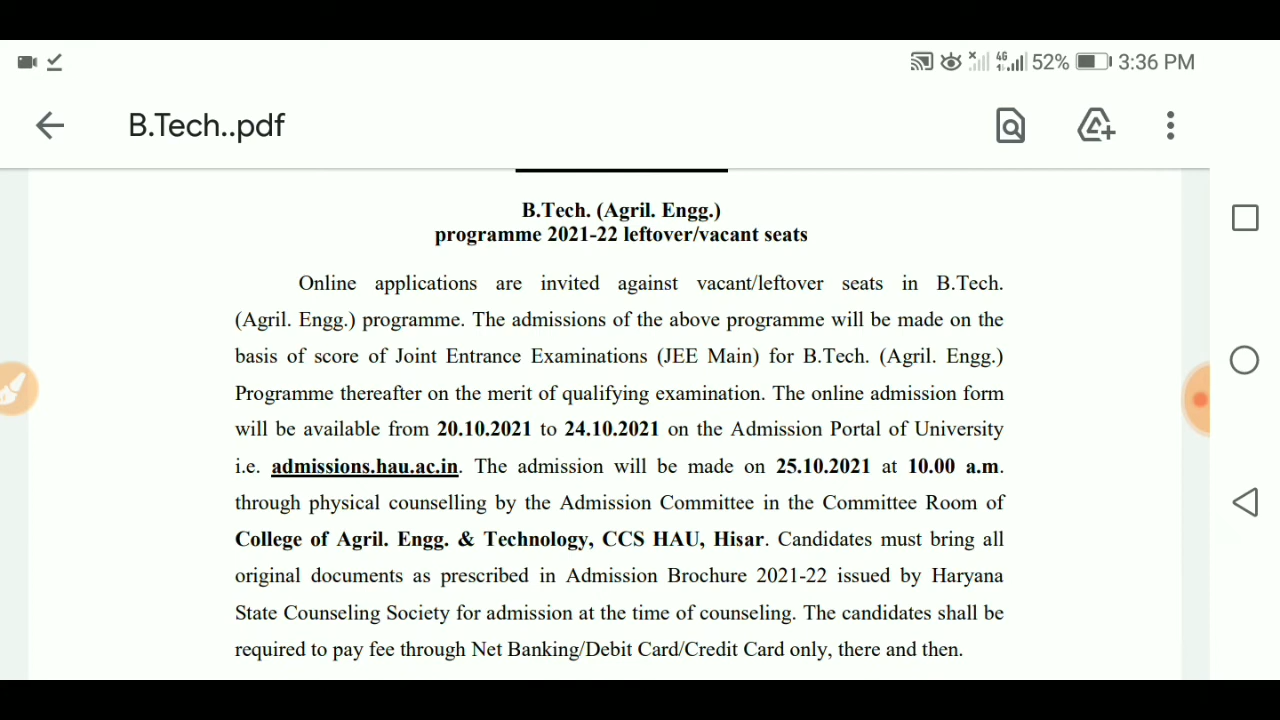 4G 52% 3:36 PM
B.Tech..pdf
B.Tech. (Agril. Engg.)
programme 2021-22 leftover/vacant seats
Online applications are invited against vacant/leftover seats in B.Tech.
(Agril. Engg.) programme. The admissions of the above programme will be made on the
basis of score of Joint Entrance Examinations (JEE Main) for B.Tech. (Agril. Engg.)
Programme thereafter on the merit of qualifying examination. The online admission form
will be available from 20.10.2021 to 24.10.2021 on the Admission Portal of University
i.e. admissions.hau.ac.in. The admission will be made on 25.10.2021 at 10.00 a.m.
through physical counselling by the Admission Committee in the Committee Room of
College of Agril. Engg. & Technology, CCS HAU, Hisar. Candidates must bring all
original documents as prescribed in Admission Brochure 2021-22 issued by Haryana
State Counseling Society for admission at the time of counseling. The candidates shall be
required to pay fee through Net Banking/Debit Card/Credit Card only, there and then.